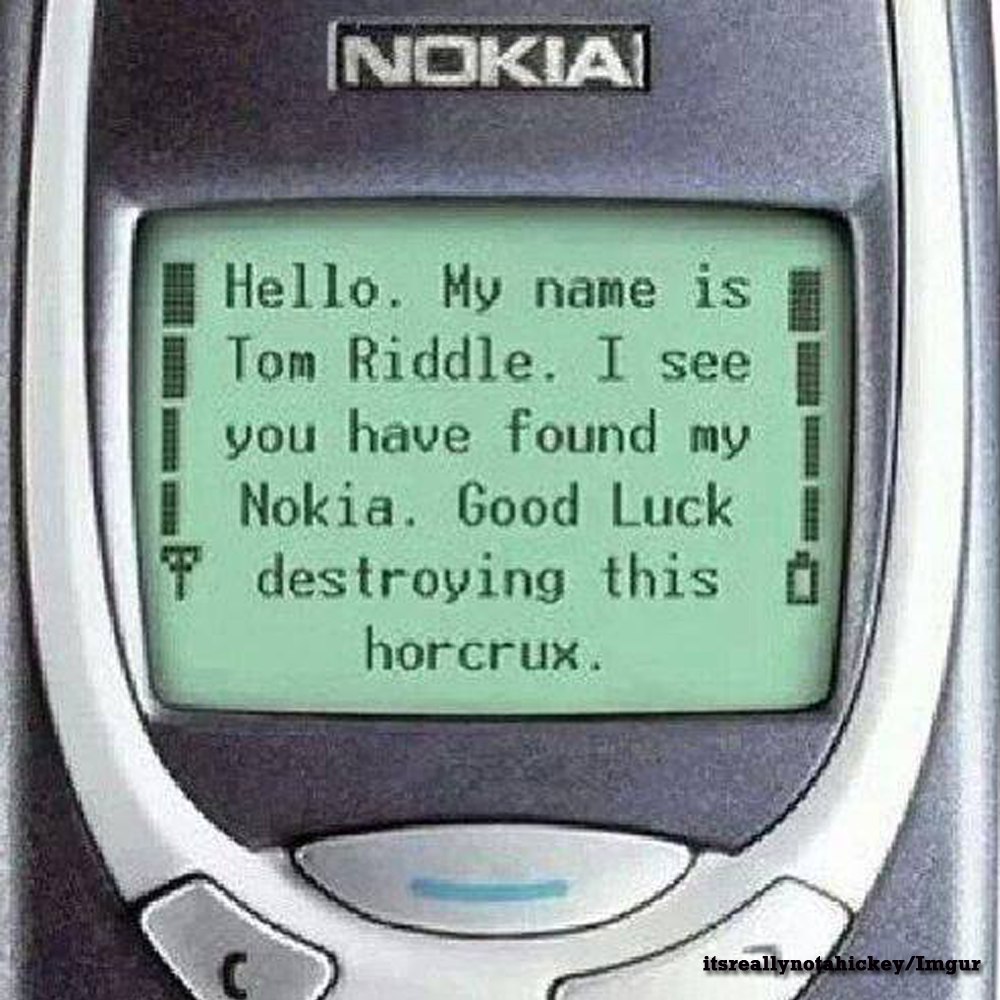 NOKIA
Hello. My name is
Tom Riddle. I see
you have found my
Nokia. Good Luck
destroying this
horcrux.
C
itsreallynotahickey/Imgur